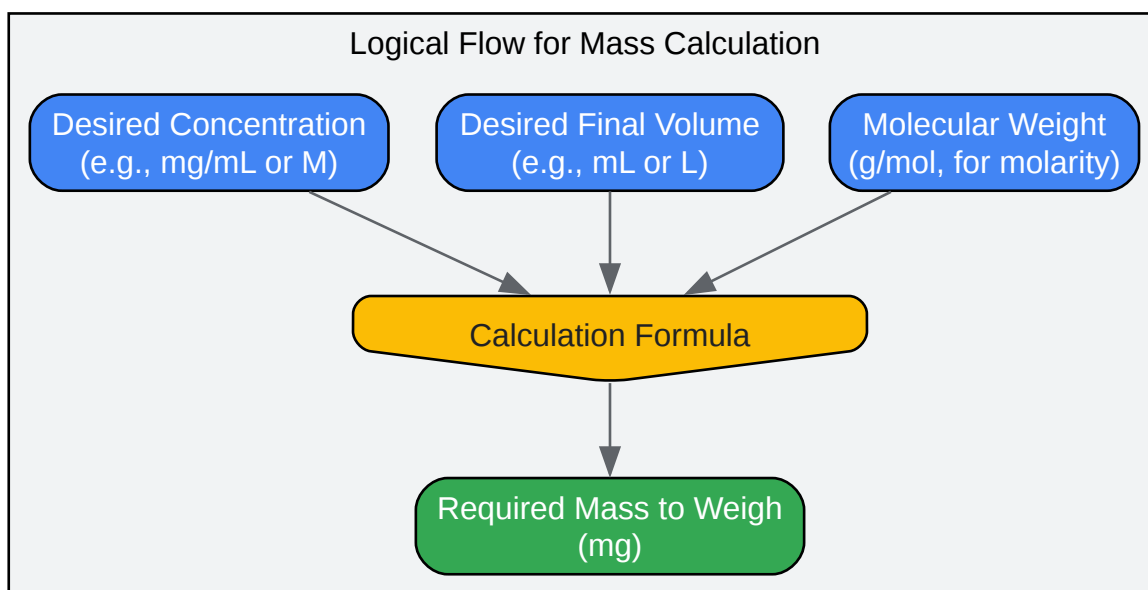 Logical Flow for Mass Calculation
Desired Concentration
(e.g., mg/mL or M)
Desired Final Volume
(e.g., mL or L)
Molecular Weight
(g/mol, for molarity)
Calculation Formula
Required Mass to Weigh
(mg)